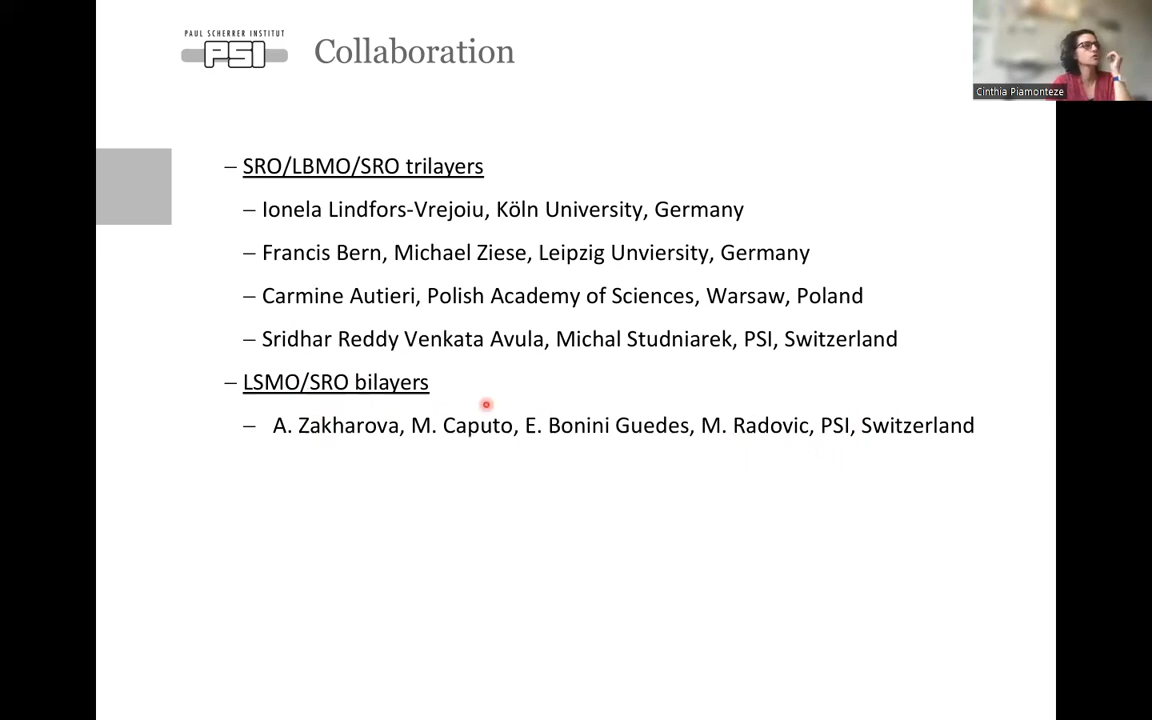 PAUL SCHERRER INSTITUT
PSI
Collaboration
Cinthia Piamonteze
– SRO/LBMO/SRO trilayers
– Ionela Lindfors-Vrejoiu, Köln University, Germany
– Francis Bern, Michael Ziese, Leipzig Unviersity, Germany
– Carmine Autieri, Polish Academy of Sciences, Warsaw, Poland
– Sridhar Reddy Venkata Avula, Michal Studniarek, PSI, Switzerland
– LSMO/SRO bilayers
– A. Zakharova, M. Caputo, E. Bonini Guedes, M. Radovic, PSI, Switzerland